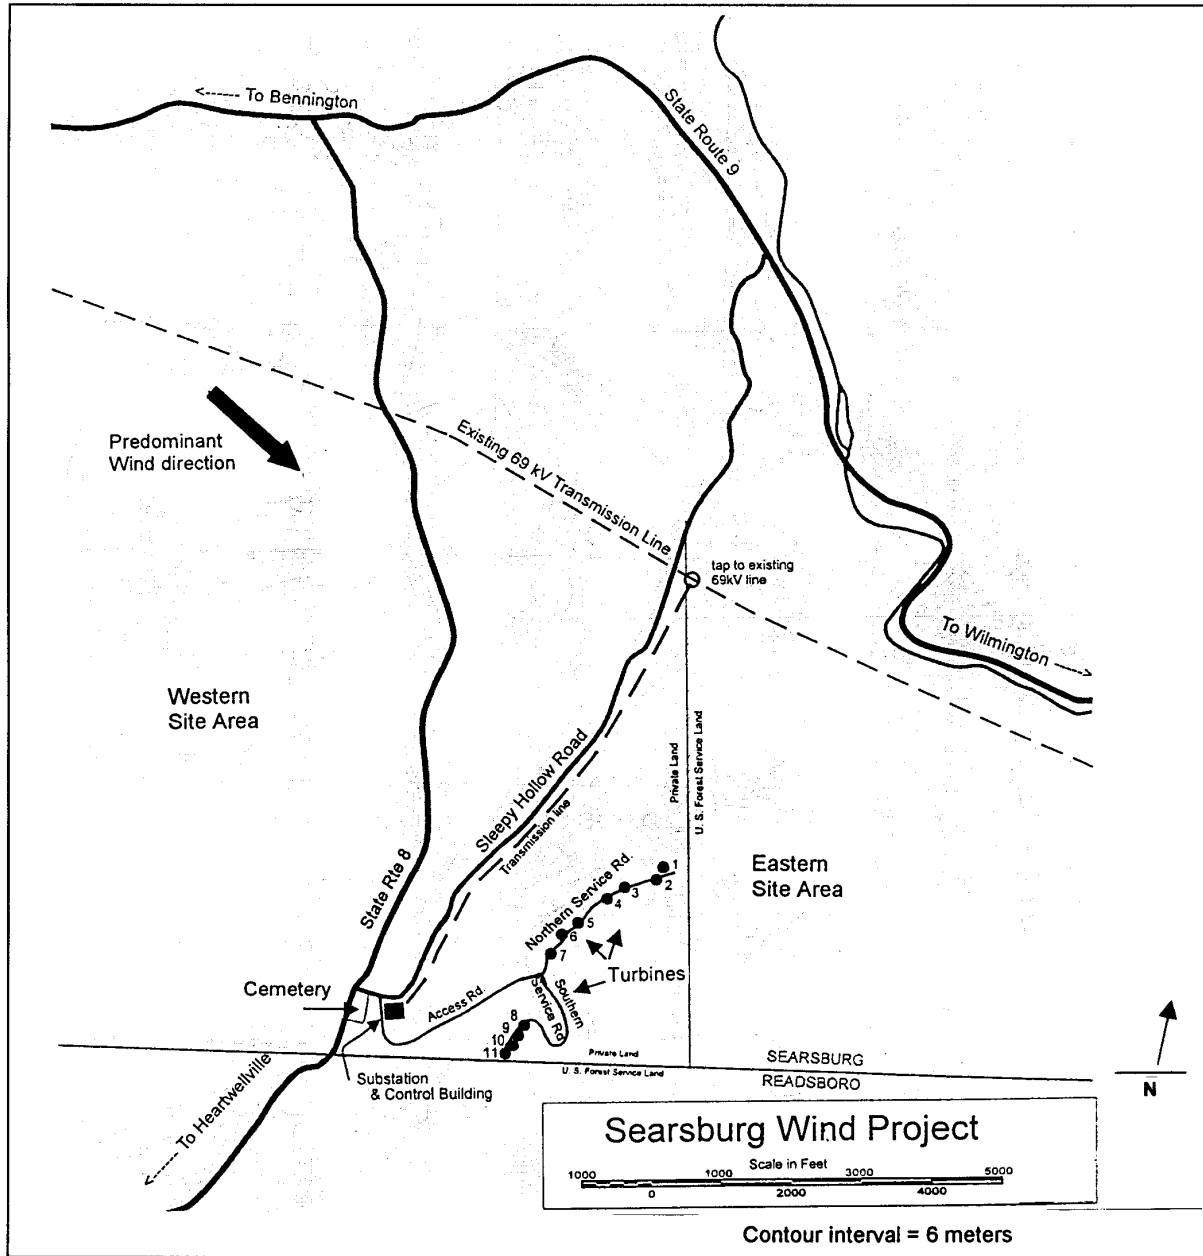 To Bennington
State Route 9
Predominant
Wind direction
Existing 69 kV Transmission Line
tap to existing
69kV line
To Wilmington
Western
Site Area
Sleepy Hollow Road
Transmission line
Private Land
U. S. Forest Service Land
Eastern
Site Area
State Rte 8
Northern Service Rd.
1
2
3
4
5
6
7
Turbines
Cemetery
Access Rd.
Southern
Service Rd
8
9
10
11
Private Land
U. S. Forest Service Land
SEARSBURG
READSBORO
N
To Heartwellville
Substation
& Control Building
Searsburg Wind Project
Scale in Feet
1000 1000 3000 5000
0 2000 4000
Contour interval = 6 meters